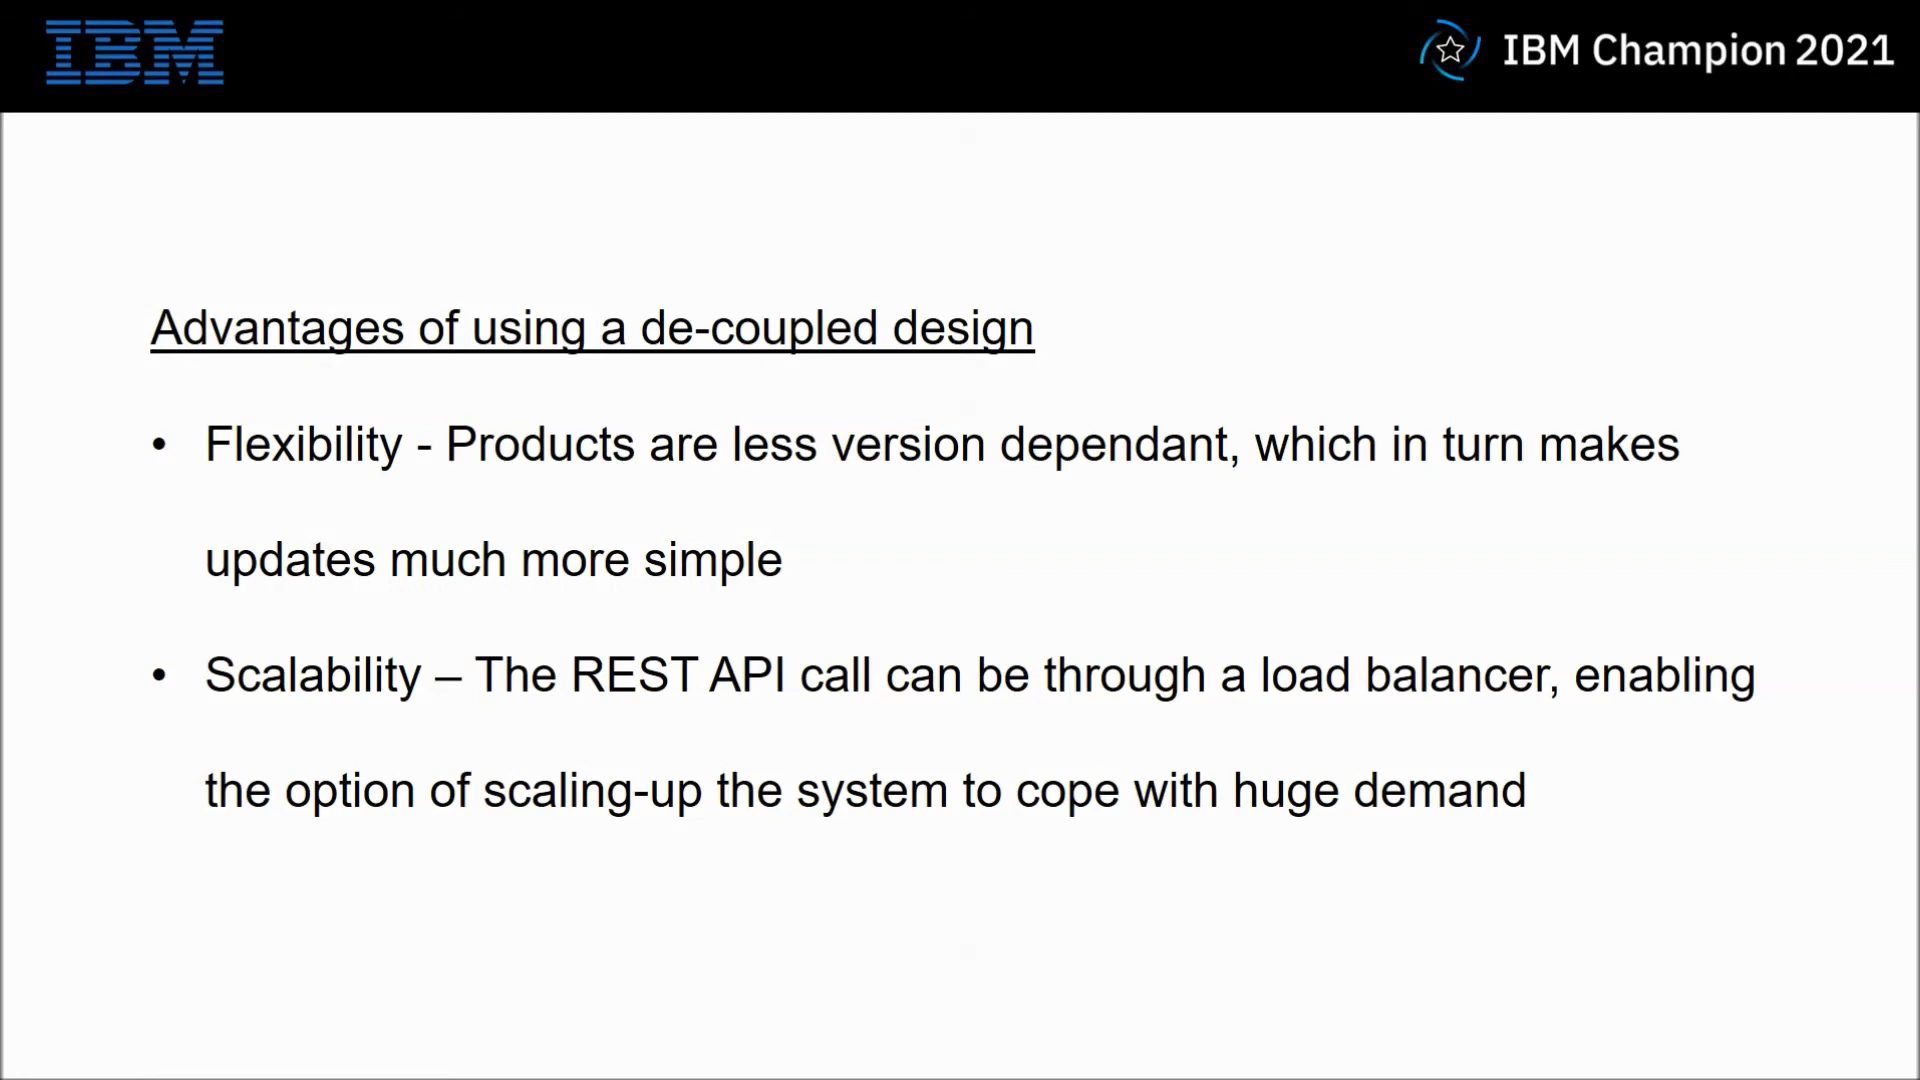 IBM
IBM Champion 2021
Advantages of using a de-coupled design
• Flexibility - Products are less version dependant, which in turn makes
updates much more simple
• Scalability – The REST API call can be through a load balancer, enabling
the option of scaling-up the system to cope with huge demand